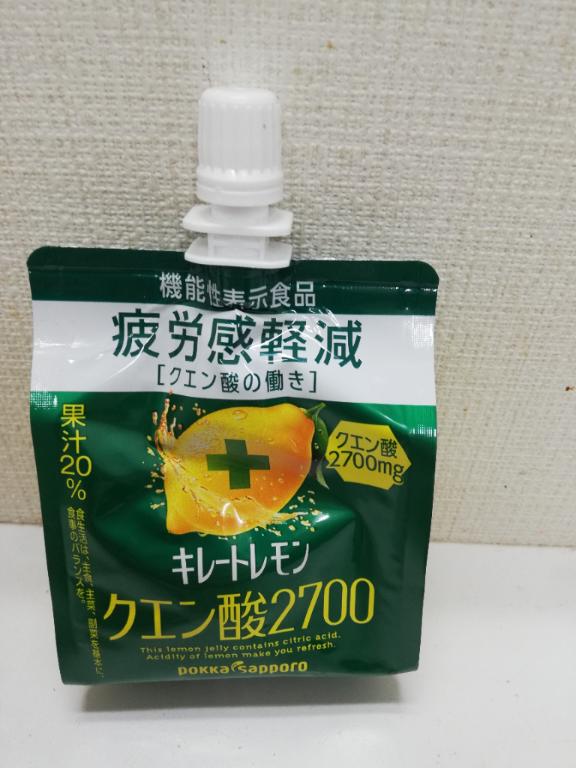 機能性表示食品
疲労感軽減
[クエン酸の働き]
果汁20%
食生活は、主食、主菜、副菜を基本に、
食事のバランスを。
クエン酸
2700mg
キレートレモン
クエン酸2700
This lemon jelly contains citric acid.
Acidity of lemon make you refresh.
pokka sapporo